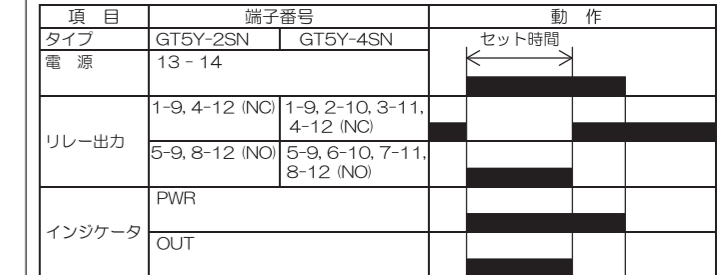 項 目 端子番号 動 作
タイプ GT5Y-2SN GT5Y-4SN セット時間
電 源 13 - 14
リレー出力 1-9, 4-12 (NC) 1-9, 2-10, 3-11,
4-12 (NC)
5-9, 8-12 (NO) 5-9, 6-10, 7-11,
8-12 (NO)
インジケータ PWR
OUT